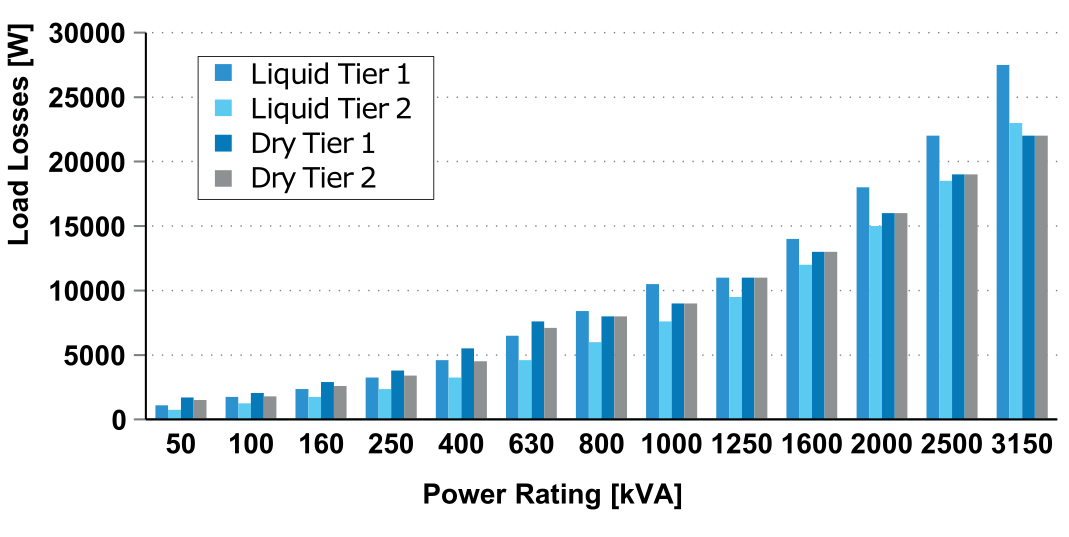 Load Losses [W]
30000
25000
20000
15000
10000
5000
0
Liquid Tier 1
Liquid Tier 2
Dry Tier 1
Dry Tier 2
50 100 160 250 400 630 800 1000 1250 1600 2000 2500 3150
Power Rating [kVA]